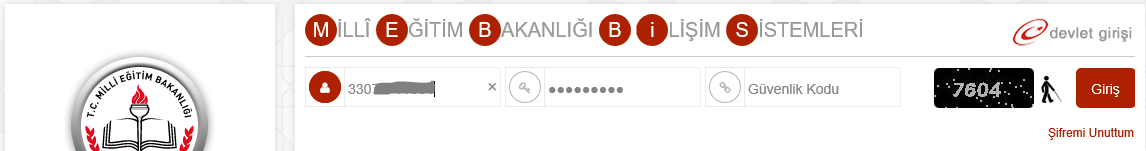 MİLLÎ EĞİTİM BAKANLIĞI BİLİŞİM SİSTEMLERİ
devlet girişi
T.C. MİLLİ EĞİTİM BAKANLIĞI
3307
Güvenlik Kodu
7604
Giriş
Şifremi Unuttum